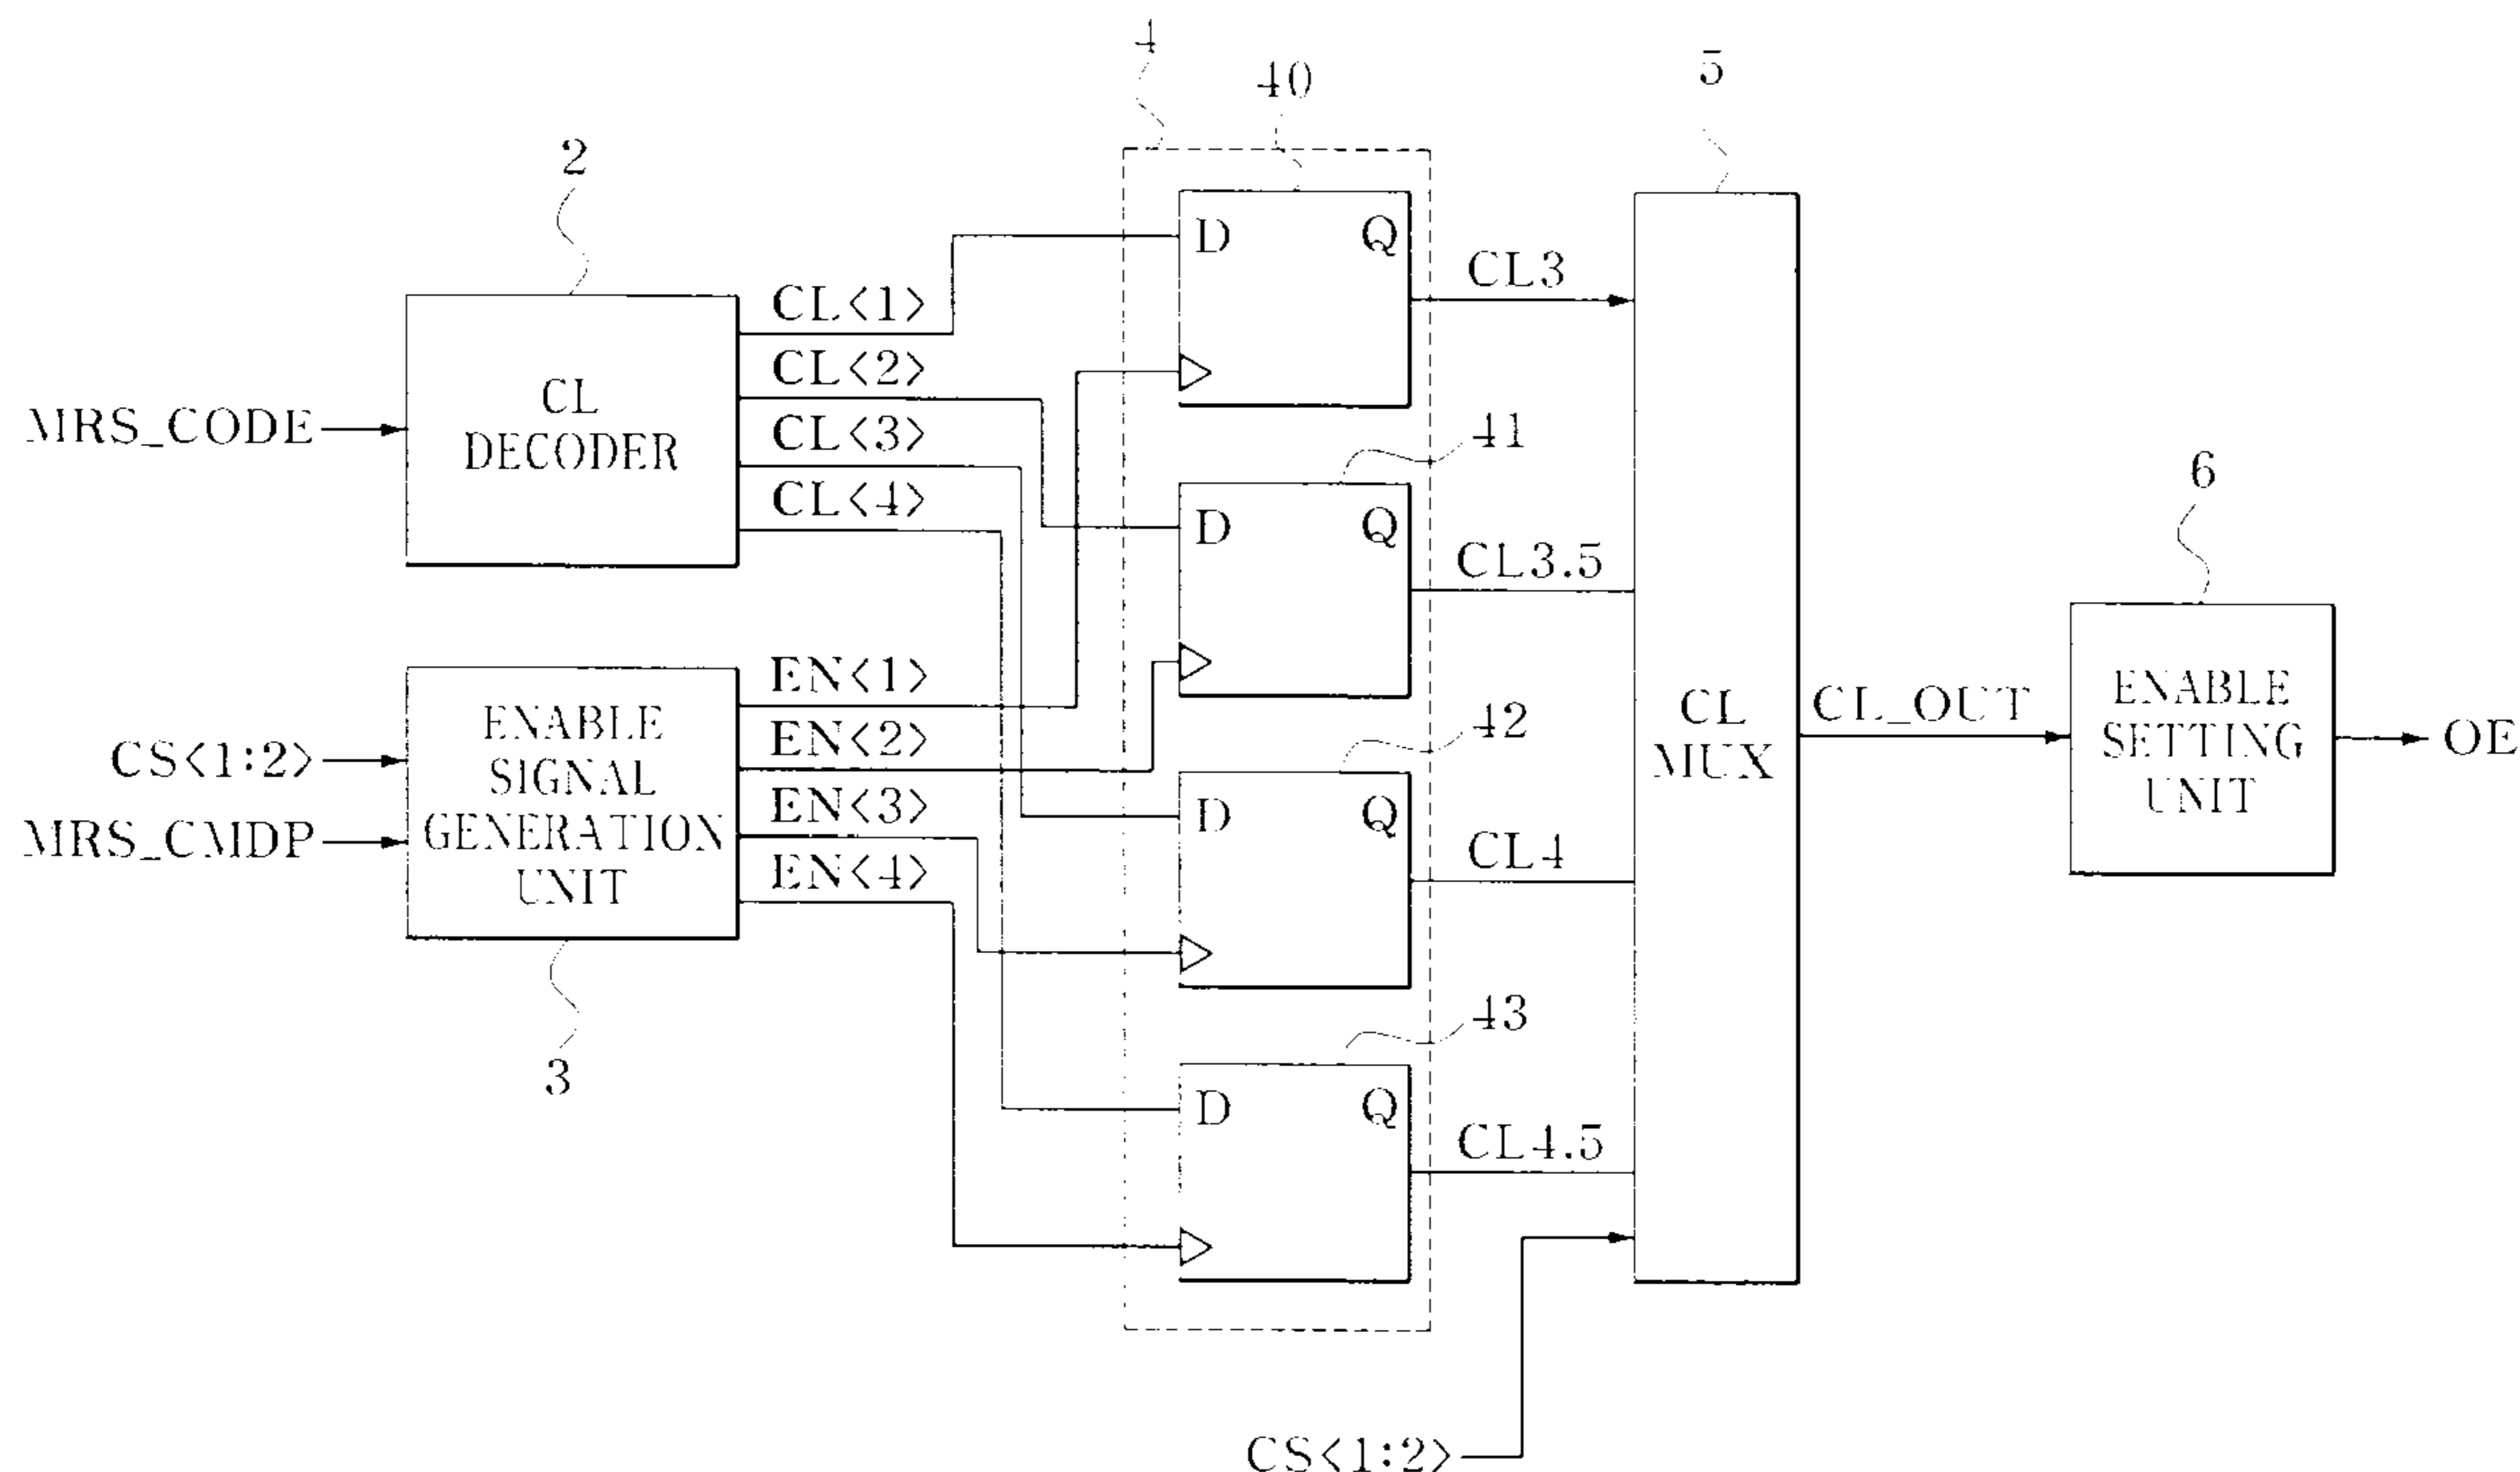 4
40
5
2
D Q
CL3
CL<1>
CL<2>
CL
DECODER
CL<3>
CL<4>
MRS_CODE
41
D Q
CL3.5
6
EN<1>
EN<2>
EN<3>
EN<4>
ENABLE
SIGNAL
GENERATION
UNIT
CS<1:2>
MRS_CMDP
3
42
D Q
CL4
CL
MUX
CL_OUT
ENABLE
SETTING
UNIT
OE
43
D Q
CL4.5
CS<1:2>